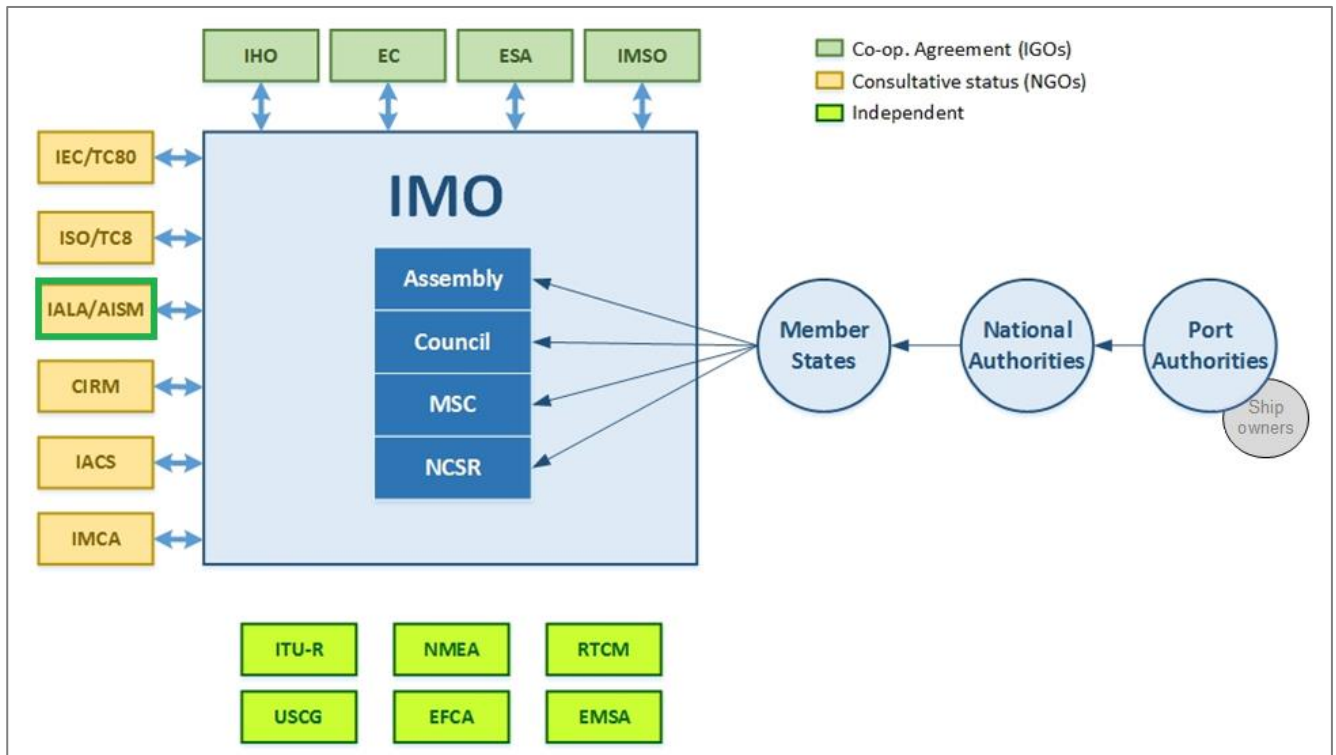 IHO
EC
ESA
IMSO
Co-op. Agreement (IGOs)
Consultative status (NGOs)
Independent
IEC/TC80
ISO/TC8
IALA/AISM
CIRM
IACS
IMCA
IMO
Assembly
Council
MSC
NCSR
Member
States
National
Authorities
Port
Authorities
Ship
owners
ITU-R
NMEA
RTCM
USCG
EFCA
EMSA